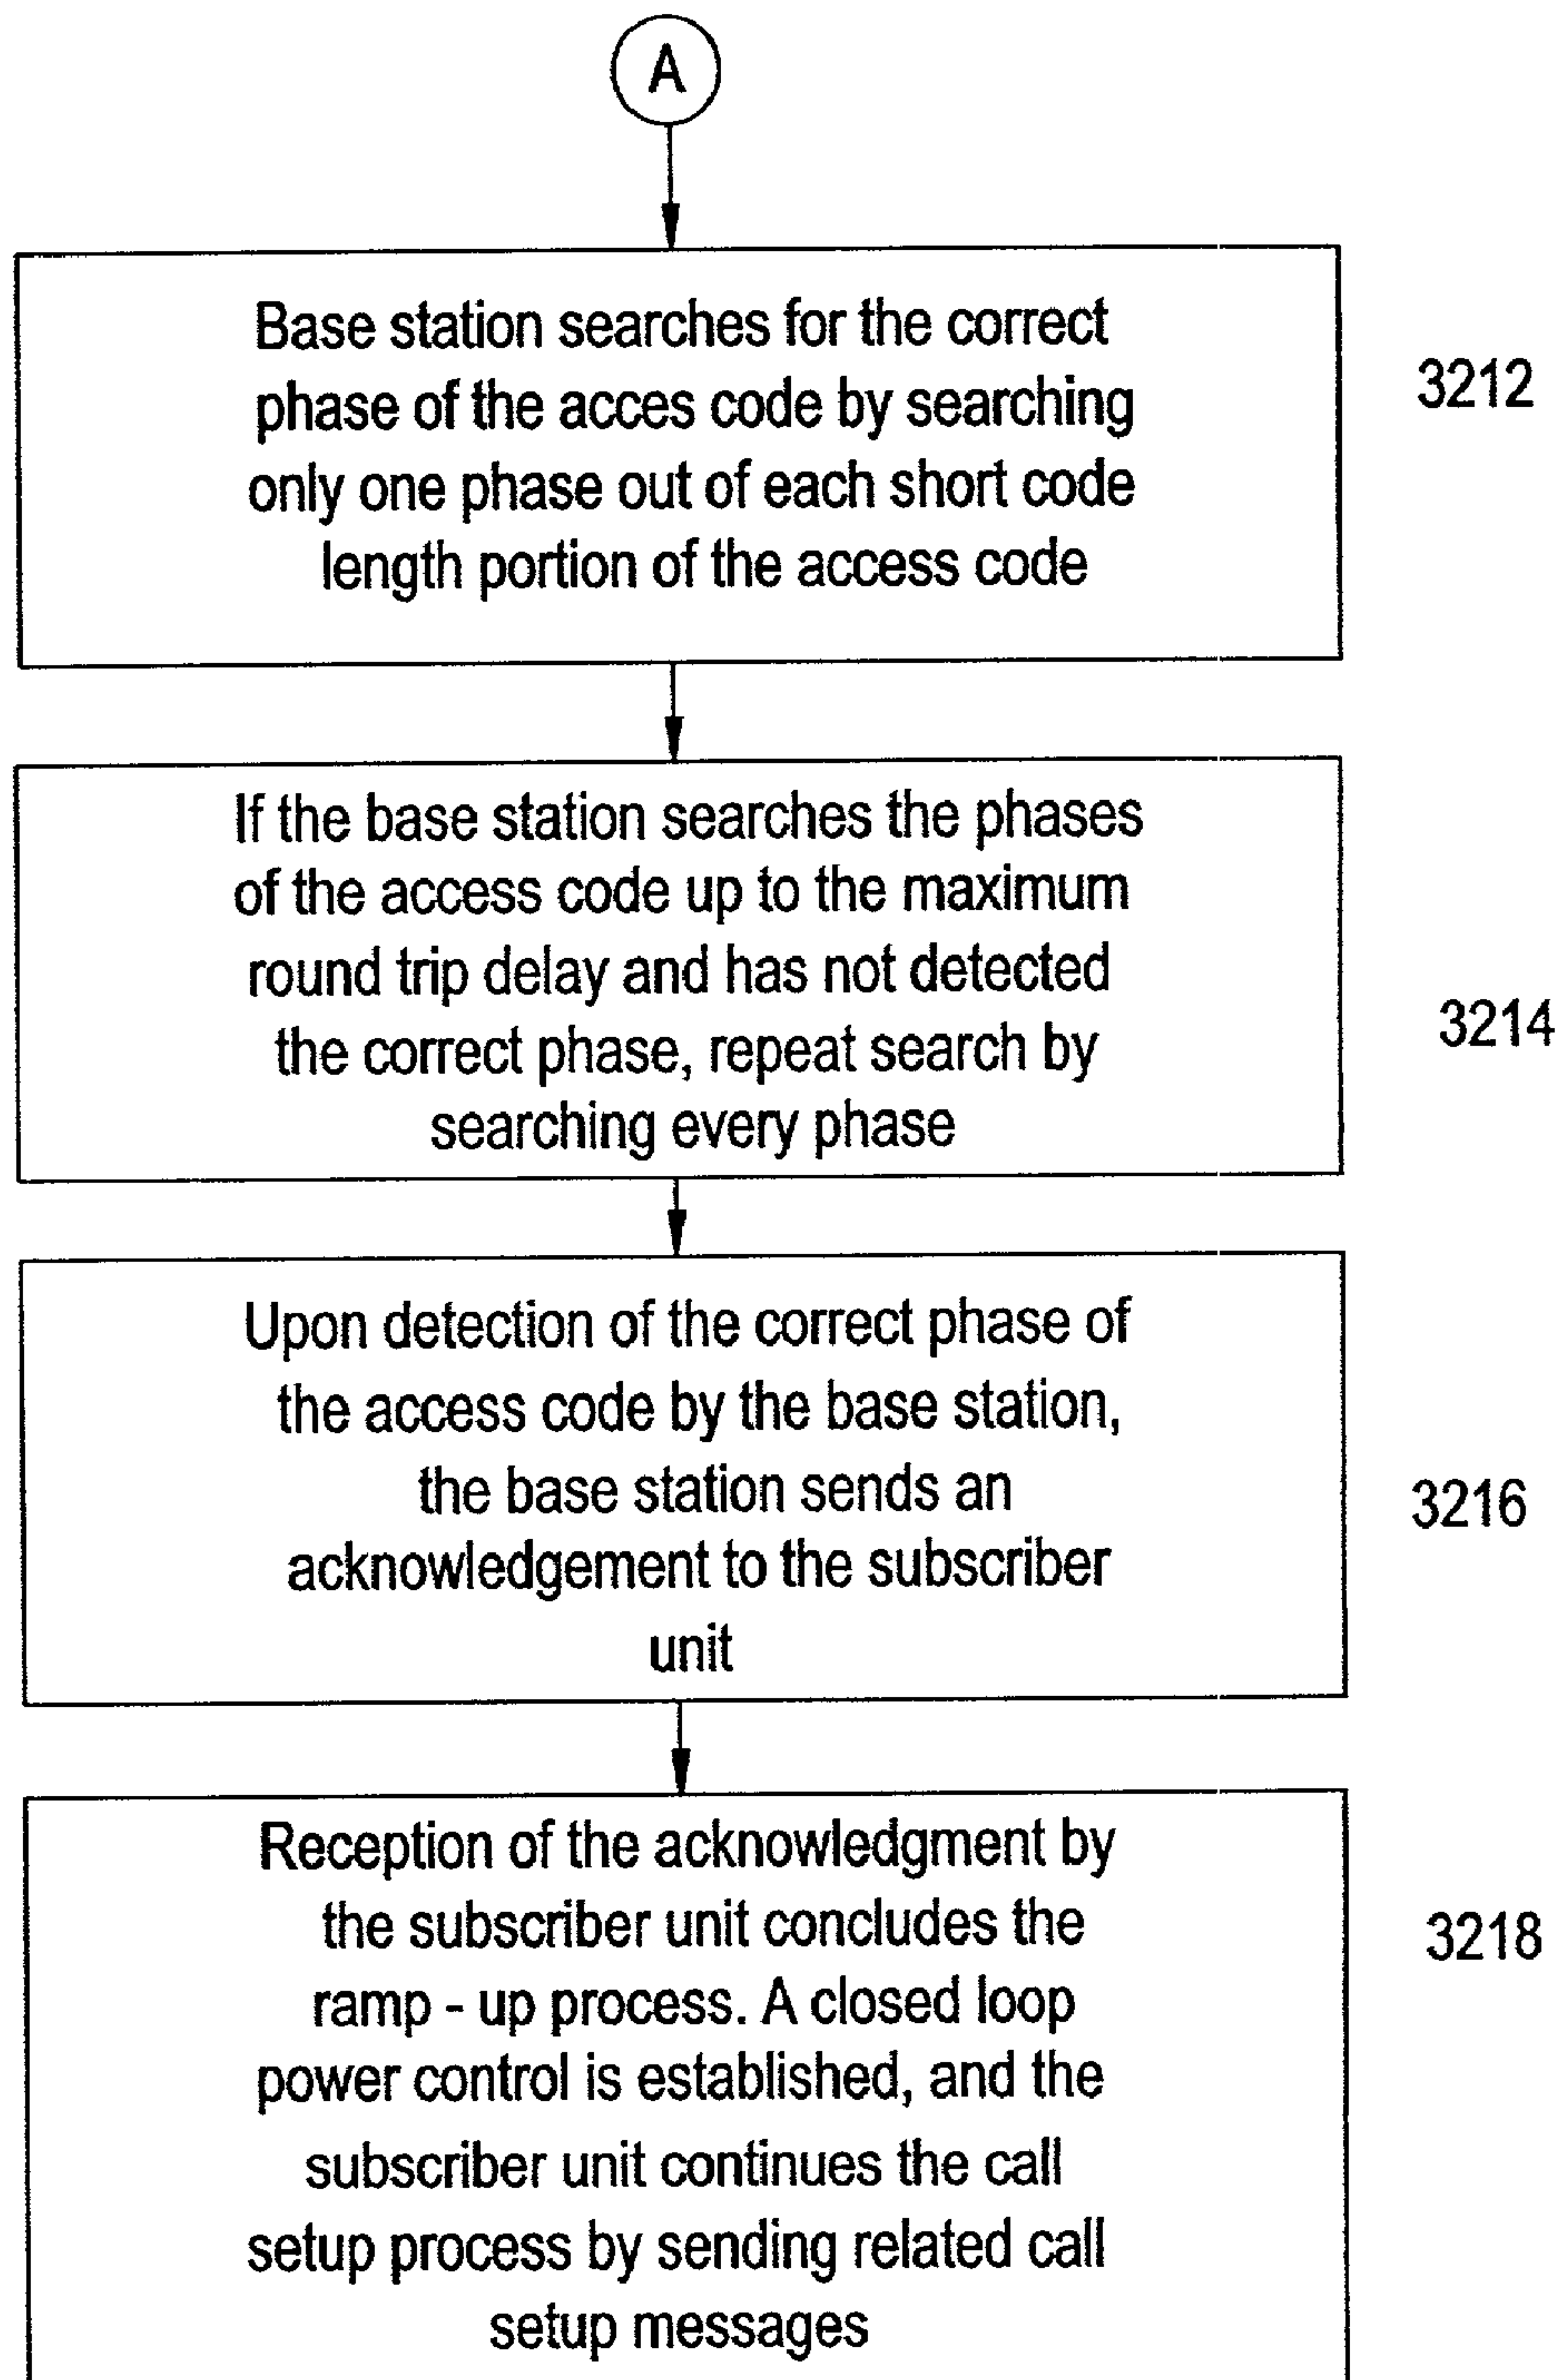 A
Base station searches for the correct
phase of the acces code by searching
only one phase out of each short code
length portion of the access code
3212
If the base station searches the phases
of the access code up to the maximum
round trip delay and has not detected
the correct phase, repeat search by
searching every phase
3214
Upon detection of the correct phase of
the access code by the base station,
the base station sends an
acknowledgement to the subscriber
unit
3216
Reception of the acknowledgment by
the subscriber unit concludes the
ramp - up process. A closed loop
power control is established, and the
subscriber unit continues the call
setup process by sending related call
setup messages
3218